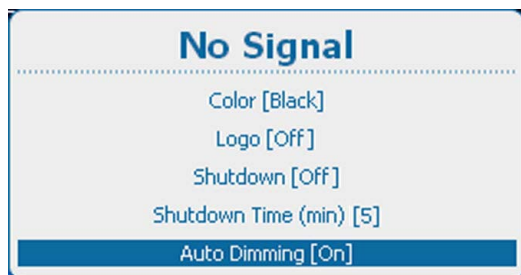 No Signal
Color [Black]
Logo [Off]
Shutdown [Off]
Shutdown Time (min) [5]
Auto Dimming [On]